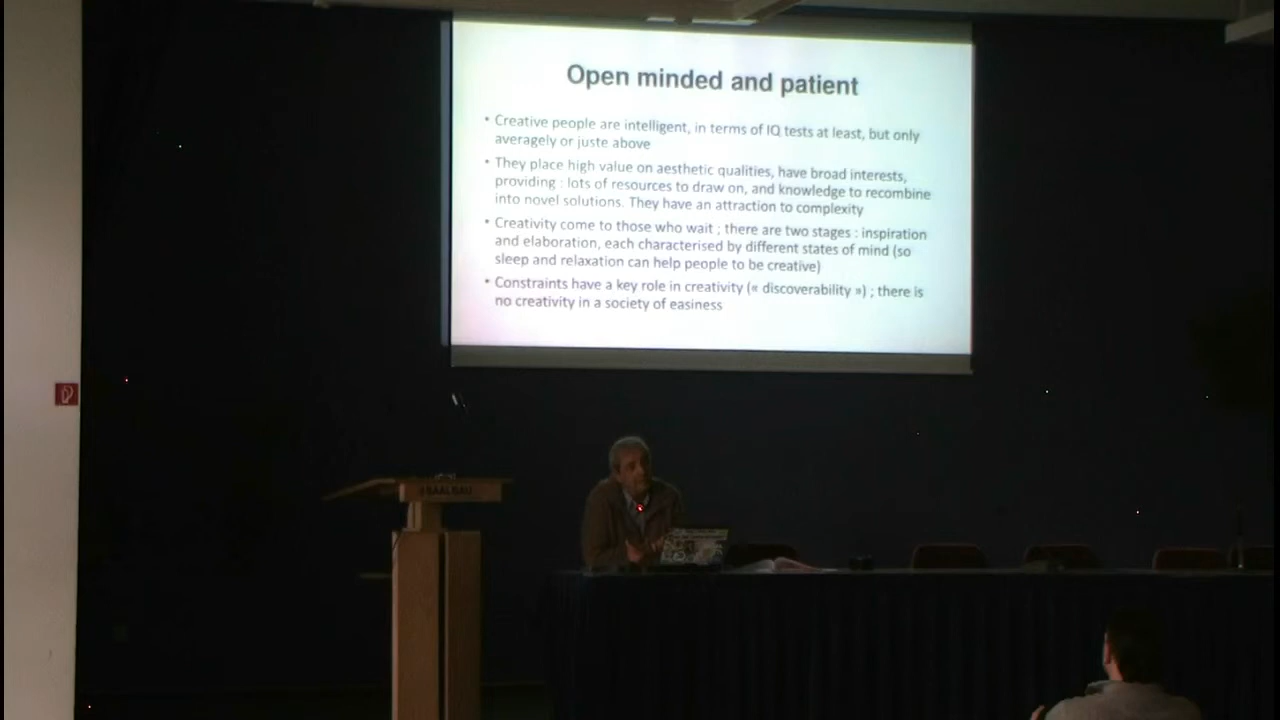 Open minded and patient
• Creative people are intelligent, in terms of IQ tests at least, but only
averagely or juste above
• They place high value on aesthetic qualities, have broad interests,
providing : lots of resources to draw on, and knowledge to recombine
into novel solutions. They have an attraction to complexity
• Creativity come to those who wait ; there are two stages : inspiration
and elaboration, each characterised by different states of mind (so
sleep and relaxation can help people to be creative)
• Constraints have a key role in creativity (« discoverability ») ; there is
no creativity in a society of easiness